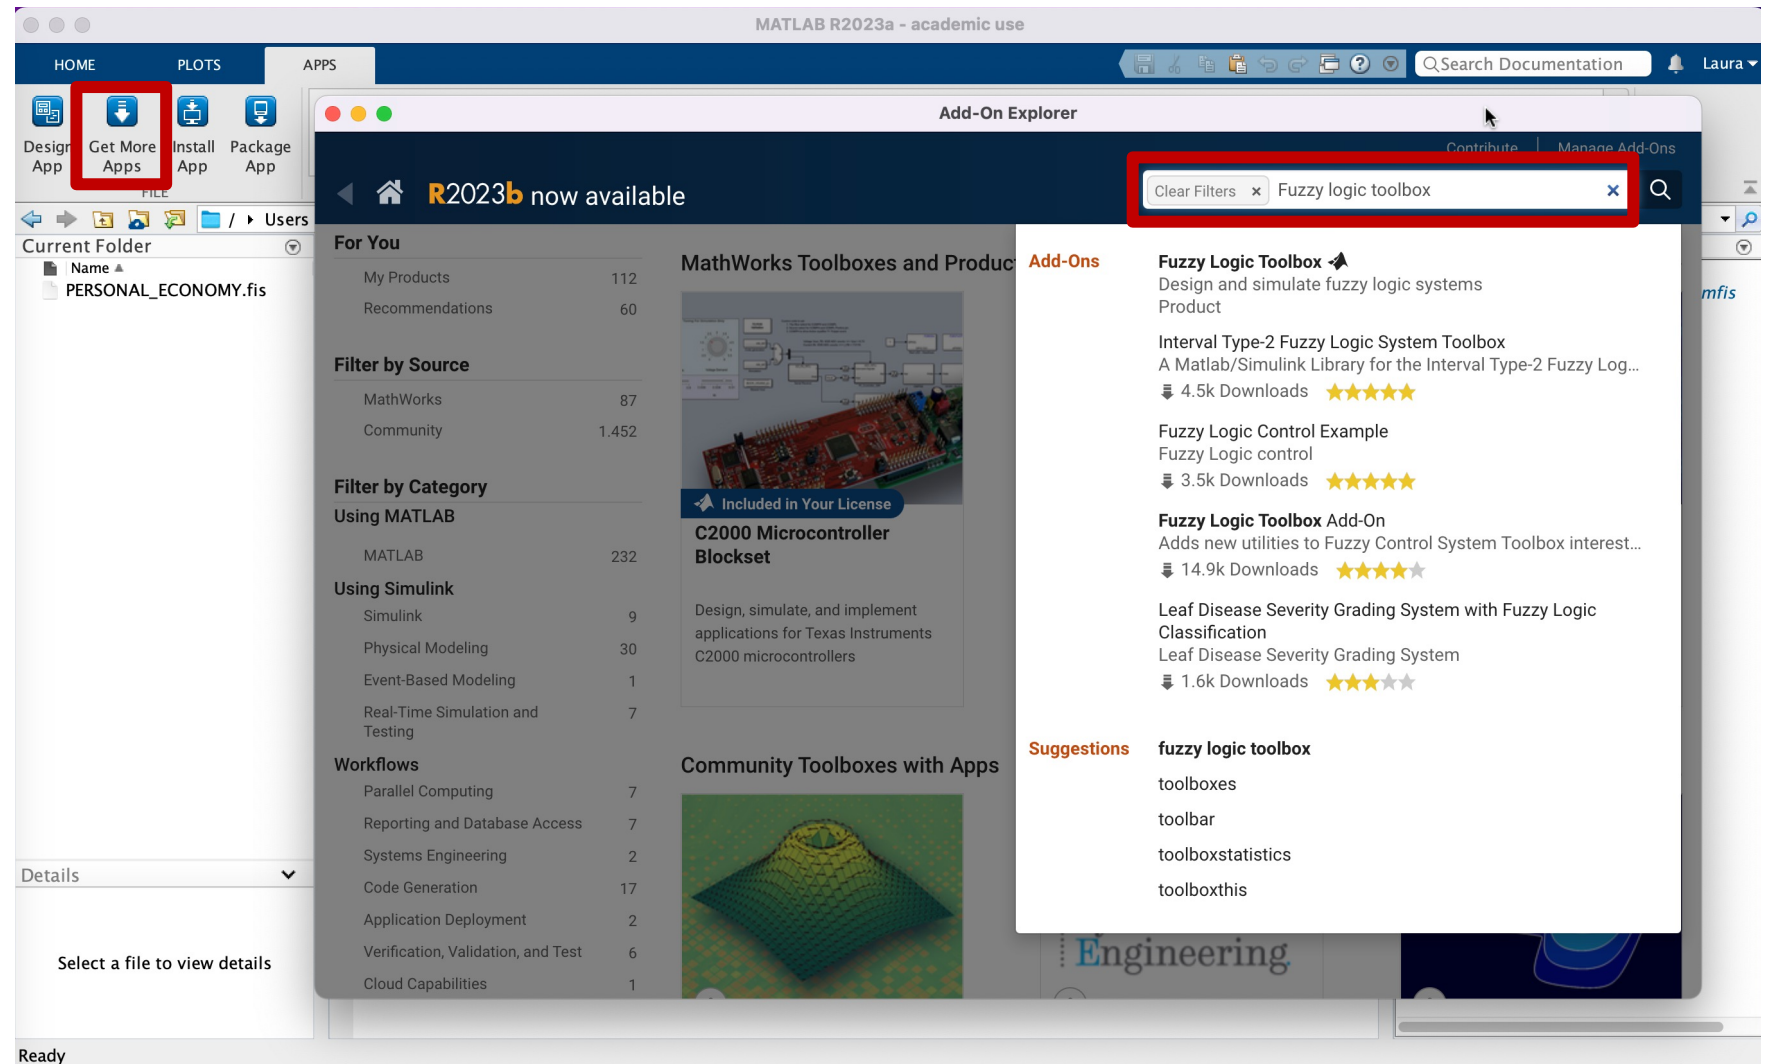 MATLAB R2023a - academic use
HOME
PLOTS
APPS
Search Documentation
Laura
Design App
Get More Apps
Install App
Package App
FILE
/ Users
Current Folder
Name
PERSONAL_ECONOMY.fis
Details
Select a file to view details
Ready
mfis
Add-On Explorer
Contribute
Manage Add-Ons
R2023b now available
Clear Filters × Fuzzy logic toolbox
For You
My Products 112
Recommendations 60
Filter by Source
MathWorks 87
Community 1.452
Filter by Category
Using MATLAB
MATLAB 232
Using Simulink
Simulink 9
Physical Modeling 30
Event-Based Modeling 1
Real-Time Simulation and 7
Testing
Workflows
Parallel Computing 7
Reporting and Database Access 7
Systems Engineering 2
Code Generation 17
Application Deployment 2
Verification, Validation, and Test 6
Cloud Capabilities 1
MathWorks Toolboxes and Produc
Included in Your License
C2000 Microcontroller
Blockset
Design, simulate, and implement
applications for Texas Instruments
C2000 microcontrollers
Community Toolboxes with Apps
Engineering
Add-Ons
Fuzzy Logic Toolbox
Design and simulate fuzzy logic systems
Product
Interval Type-2 Fuzzy Logic System Toolbox
A Matlab/Simulink Library for the Interval Type-2 Fuzzy Log...
4.5k Downloads
Fuzzy Logic Control Example
Fuzzy Logic control
3.5k Downloads
Fuzzy Logic Toolbox Add-On
Adds new utilities to Fuzzy Control System Toolbox interest...
14.9k Downloads
Leaf Disease Severity Grading System with Fuzzy Logic
Classification
Leaf Disease Severity Grading System
1.6k Downloads
Suggestions
fuzzy logic toolbox
toolboxes
toolbar
toolboxstatistics
toolboxthis